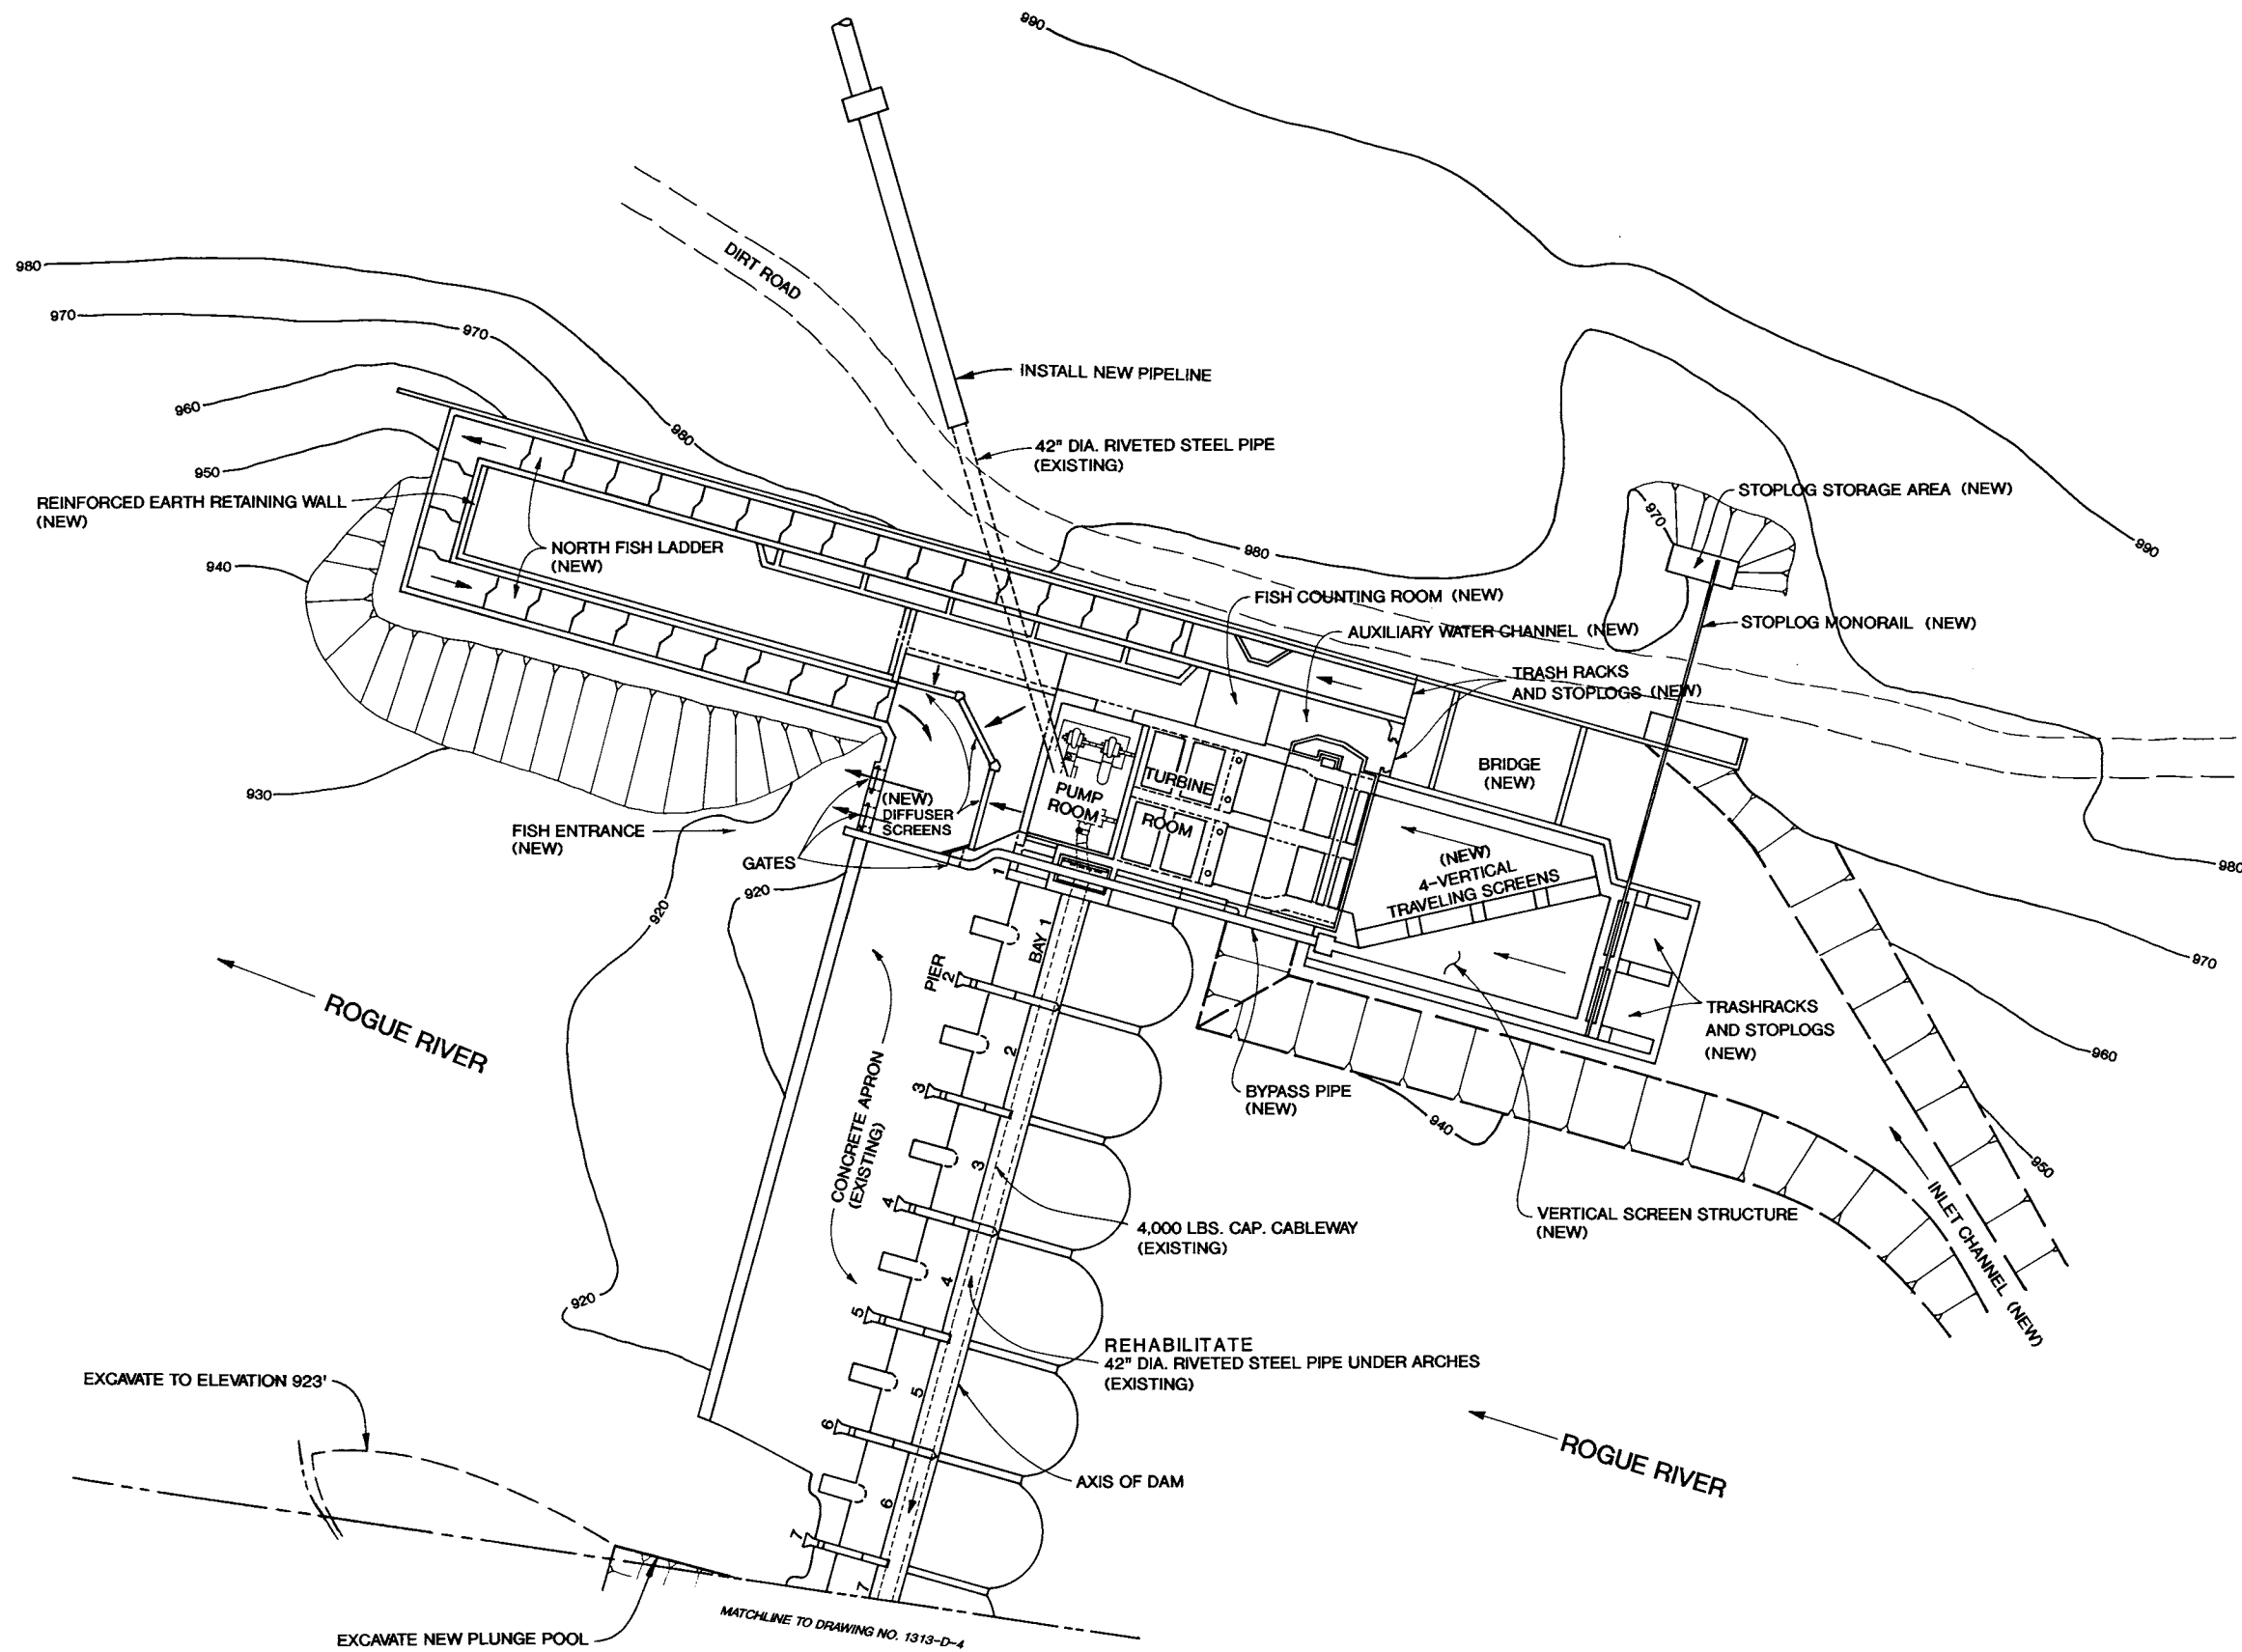 990
DIRT ROAD
980
970
970
INSTALL NEW PIPELINE
960
980
42" DIA. RIVETED STEEL PIPE
(EXISTING)
950
REINFORCED EARTH RETAINING WALL
(NEW)
STOPLOG STORAGE AREA (NEW)
970
990
NORTH FISH LADDER
(NEW)
980
940
FISH COUNTING ROOM (NEW)
AUXILIARY WATER CHANNEL (NEW)
STOPLOG MONORAIL (NEW)
TRASH RACKS
AND STOPLOGS (NEW)
BRIDGE
(NEW)
TURBINE
ROOM
PUMP
ROOM
930
(NEW)
DIFFUSER
SCREENS
FISH ENTRANCE
(NEW)
GATES
(NEW)
4-VERTICAL
TRAVELING SCREENS
980
920
920
1
BAY 1
PIER
2
970
ROGUE RIVER
TRASHRACKS
AND STOPLOGS
(NEW)
960
2
3
BYPASS PIPE
(NEW)
940
CONCRETE APRON
(EXISTING)
3
950
4
4,000 LBS. CAP. CABLEWAY
(EXISTING)
VERTICAL SCREEN STRUCTURE
(NEW)
INLET CHANNEL (NEW)
4
920
5
REHABILITATE
42" DIA. RIVETED STEEL PIPE UNDER ARCHES
(EXISTING)
EXCAVATE TO ELEVATION 923'
5
6
ROGUE RIVER
AXIS OF DAM
6
7
7
MATCHLINE TO DRAWING NO. 1313-D-4
EXCAVATE NEW PLUNGE POOL